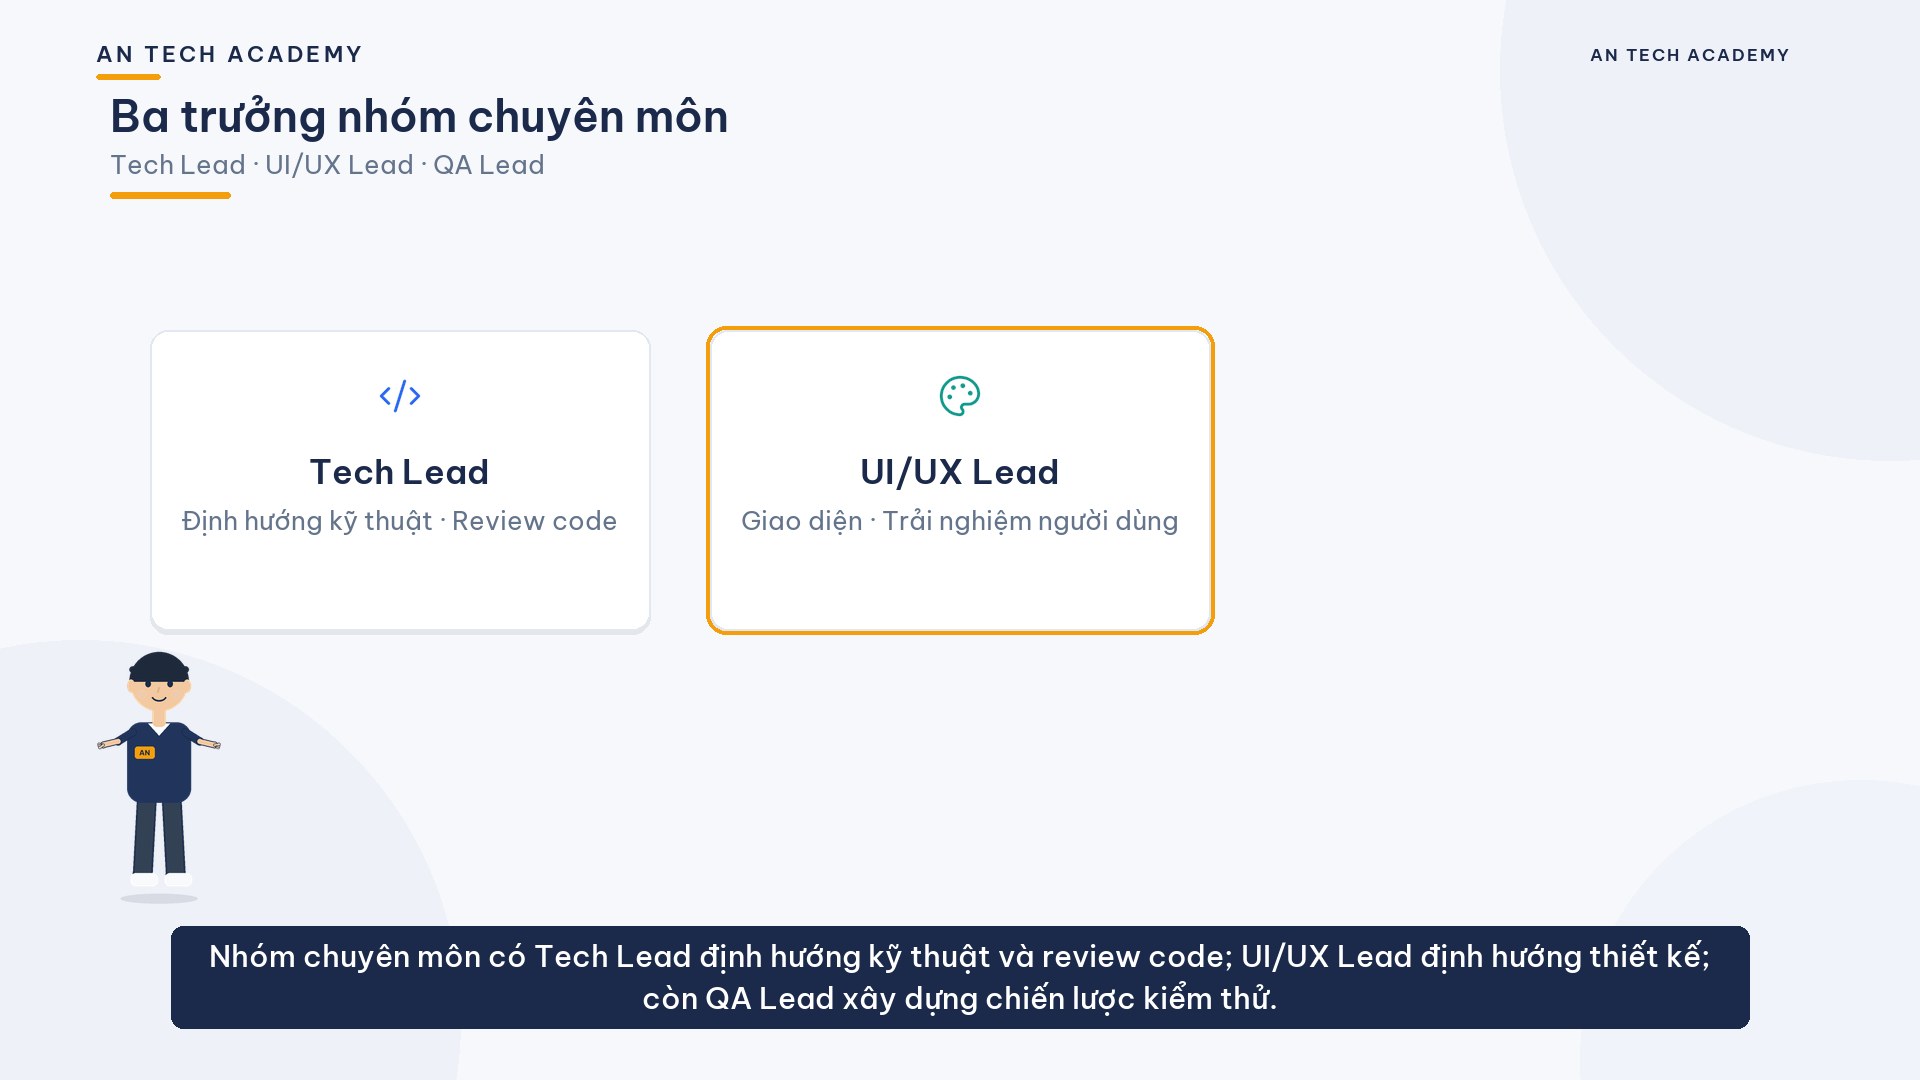 AN TECH ACADEMY
AN TECH ACADEMY
Ba trưởng nhóm chuyên môn
Tech Lead · UI/UX Lead · QA Lead
Tech Lead
Định hướng kỹ thuật · Review code
UI/UX Lead
Giao diện · Trải nghiệm người dùng
AN
Nhóm chuyên môn có Tech Lead định hướng kỹ thuật và review code; UI/UX Lead định hướng thiết kế;
còn QA Lead xây dựng chiến lược kiểm thử.